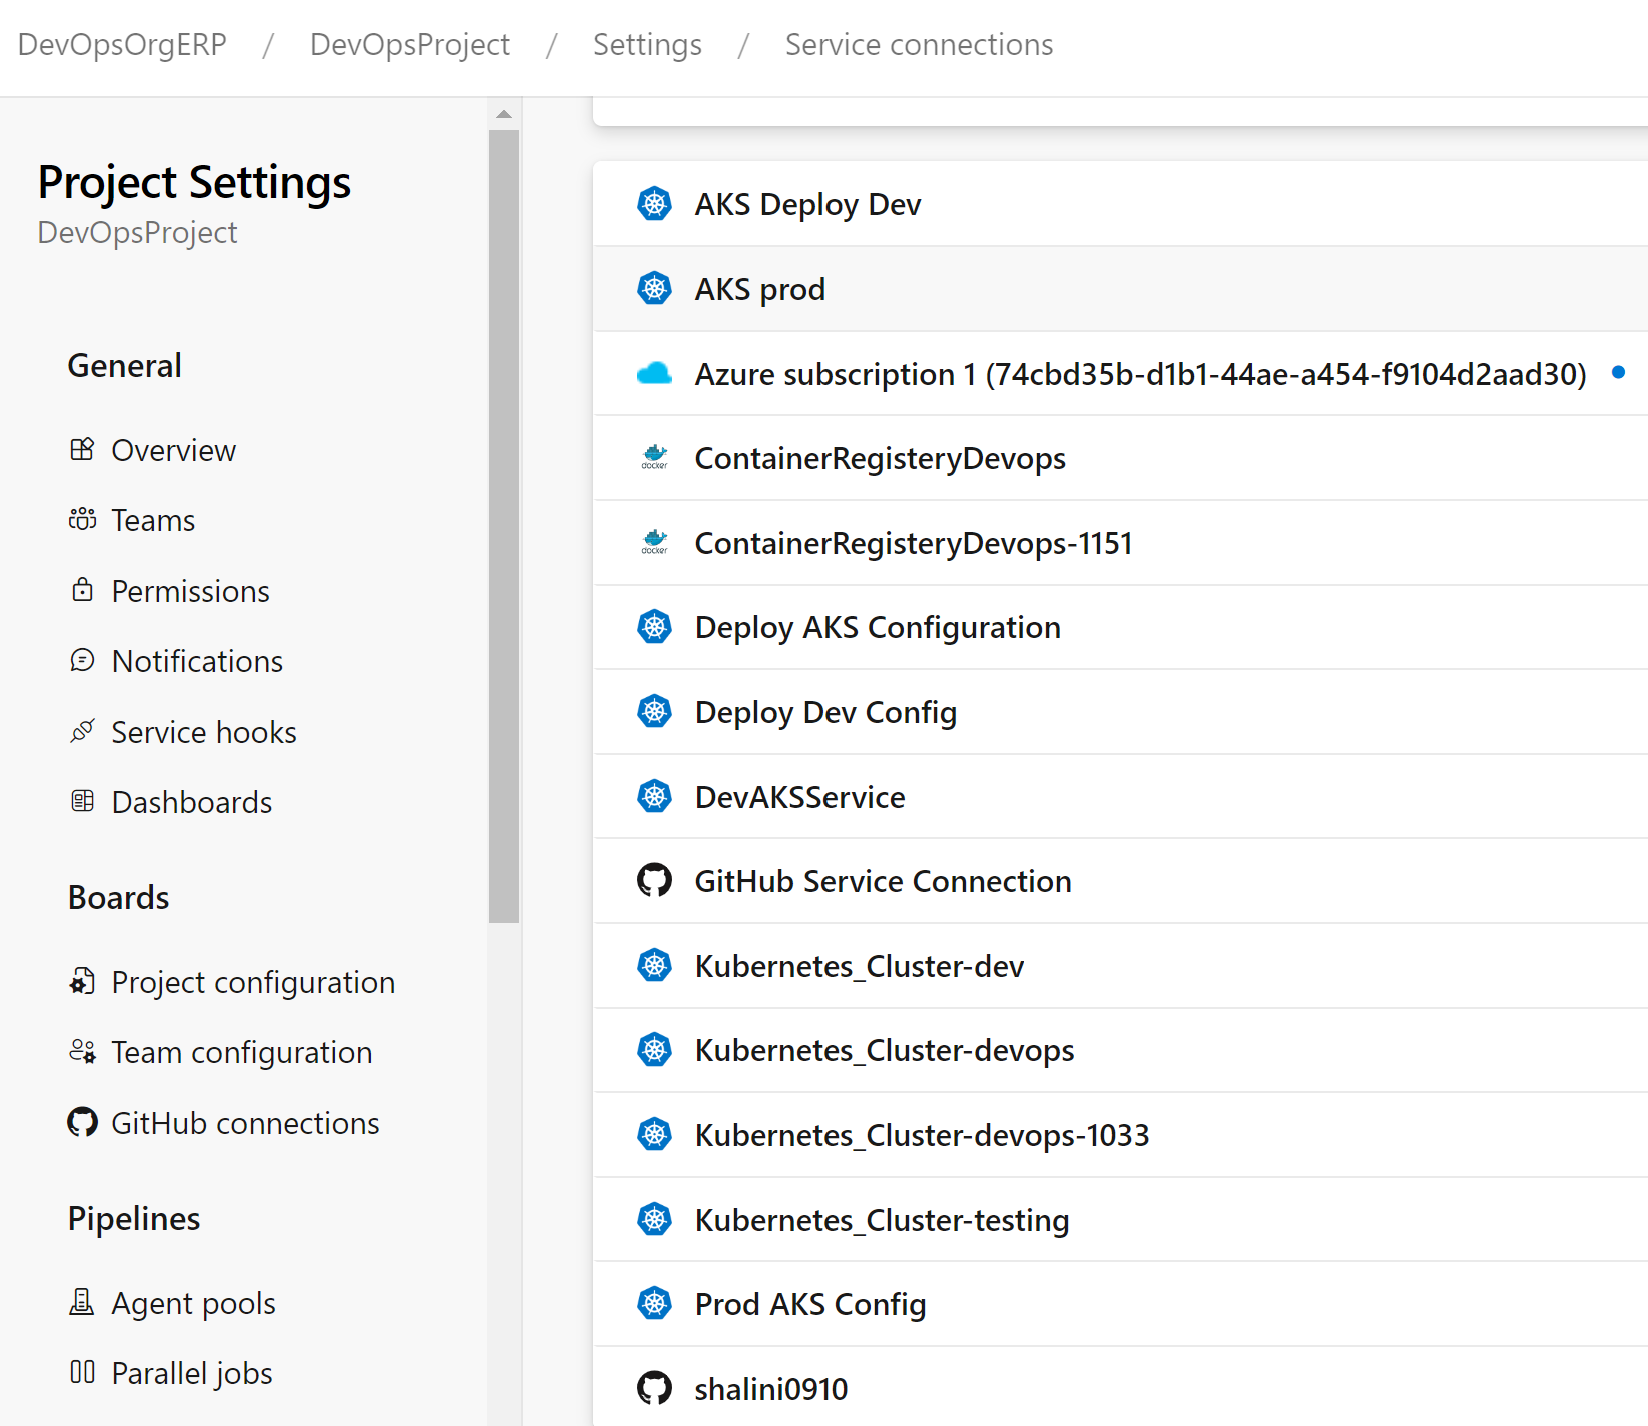 DevOpsOrgERP / DevOpsProject / Settings / Service connections
Project Settings
DevOpsProject
General
Overview
Teams
Permissions
Notifications
Service hooks
Dashboards
Boards
Project configuration
Team configuration
GitHub connections
Pipelines
Agent pools
Parallel jobs
AKS Deploy Dev
AKS prod
Azure subscription 1 (74cbd35b-d1b1-44ae-a454-f9104d2aad30)
docker
ContainerRegisteryDevops
docker
ContainerRegisteryDevops-1151
Deploy AKS Configuration
Deploy Dev Config
DevAKSService
GitHub Service Connection
Kubernetes_Cluster-dev
Kubernetes_Cluster-devops
Kubernetes_Cluster-devops-1033
Kubernetes_Cluster-testing
Prod AKS Config
shalini0910